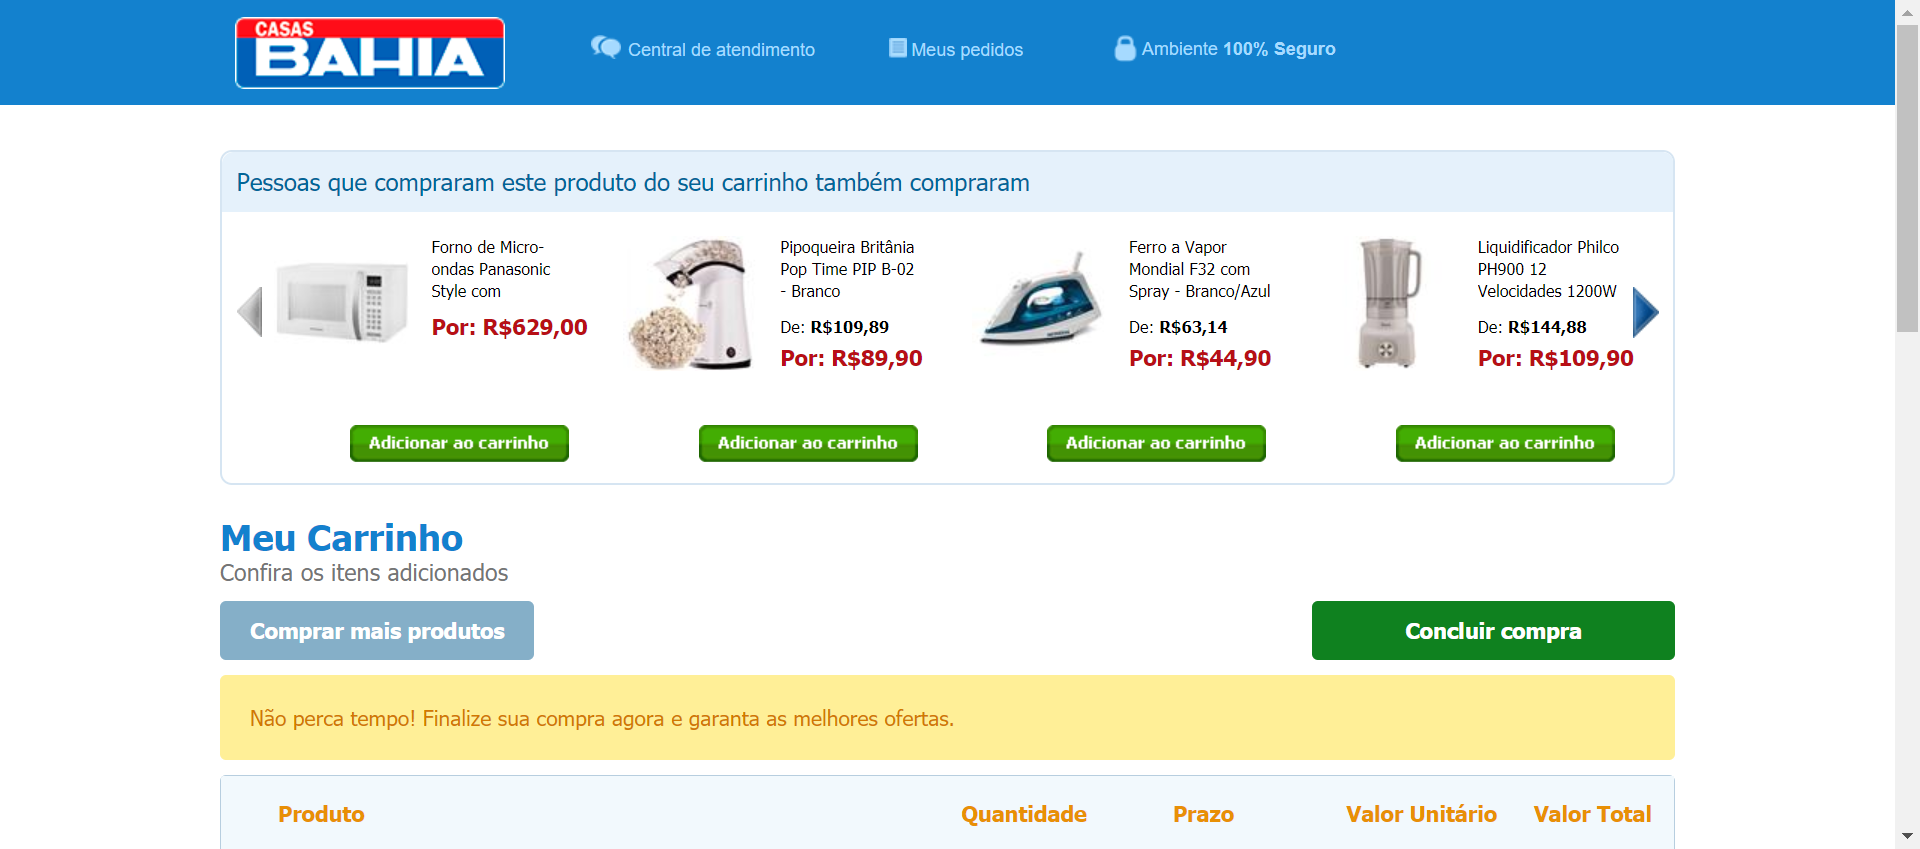 CASAS
BAHIA
Central de atendimento
Meus pedidos
Ambiente 100% Seguro
Pessoas que compraram este produto do seu carrinho também compraram
Forno de Micro-
ondas Panasonic
Style com
Por: R$629,00
Adicionar ao carrinho
Pipoqueira Britânia
Pop Time PIP B-02
- Branco
De: R$109,89
Por: R$89,90
Adicionar ao carrinho
Ferro a Vapor
Mondial F32 com
Spray - Branco/Azul
De: R$63,14
Por: R$44,90
Adicionar ao carrinho
Liquidificador Philco
PH900 12
Velocidades 1200W
De: R$144,88
Por: R$109,90
Adicionar ao carrinho
Meu Carrinho
Confira os itens adicionados
Comprar mais produtos
Concluir compra
Não perca tempo! Finalize sua compra agora e garanta as melhores ofertas.
Produto
Quantidade
Prazo
Valor Unitário
Valor Total